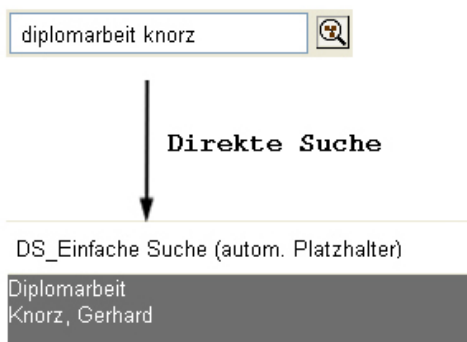 diplomarbeit knorz
Direkte Suche
DS_Einfache Suche (autom. Platzhalter)
Diplomarbeit
Knorz, Gerhard